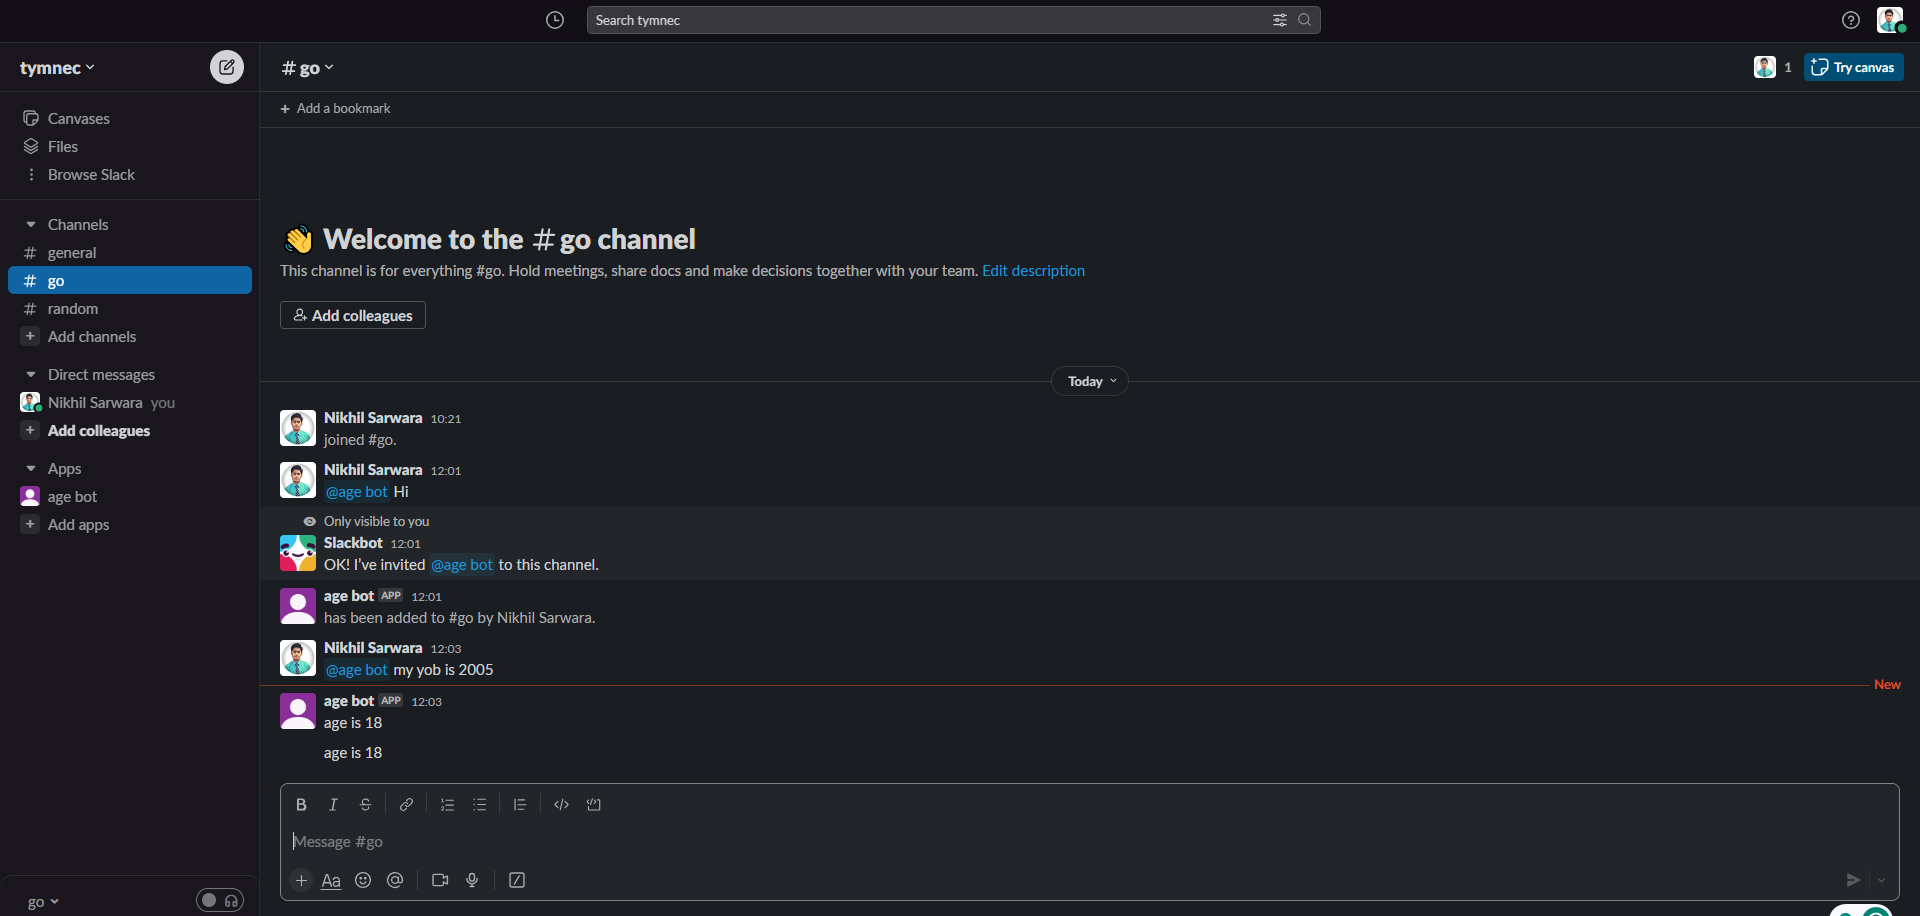 Search tymnec
tymnec
# go
1
Try canvas
+ Add a bookmark
Canvases
Files
Browse Slack
Channels
# general
# go
# random
+ Add channels
Direct messages
Nikhil Sarwara you
+ Add colleagues
Apps
age bot
+ Add apps
go
👋 Welcome to the # go channel
This channel is for everything #go. Hold meetings, share docs and make decisions together with your team. Edit description
Add colleagues
Today
Nikhil Sarwara 10:21
joined #go.
Nikhil Sarwara 12:01
@age bot Hi
Only visible to you
Slackbot 12:01
OK! I’ve invited @age bot to this channel.
age bot APP 12:01
has been added to #go by Nikhil Sarwara.
Nikhil Sarwara 12:03
@age bot my yob is 2005
New
age bot APP 12:03
age is 18
age is 18
B I S
Message #go
+ Aa @